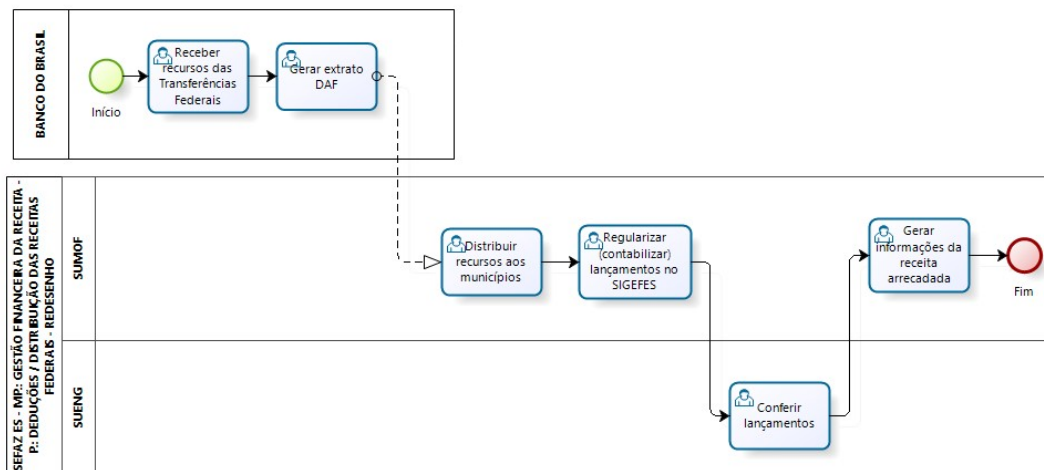 BANCO DO BRASIL
Início
Receber
recursos das
Transferências
Federais
Gerar extrato
DAF
SEFAZ ES - MP.: GESTÃO FINANCEIRA DA RECEITA -
P.: DEDUÇÕES / DISTRIBUIÇÃO DAS RECEITAS
FEDERAIS - REDESENHO
SUMOF
Distribuir
recursos aos
municípios
Regularizar
(contabilizar)
lançamentos no
SIGEFES
Gerar
informações da
receita
arrecadada
Fim
SUENG
Conferir
lançamentos